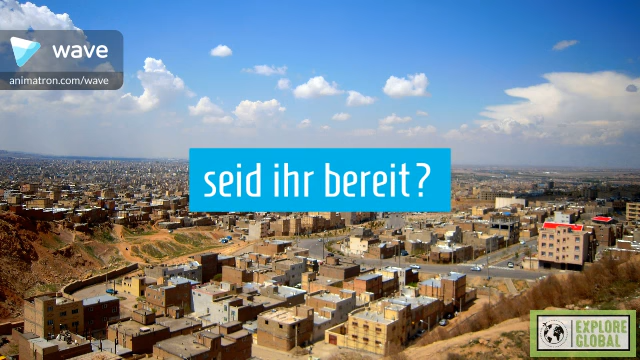 wave
animatron.com/wave
seid ihr bereit?
EXPLORE
GLOBAL